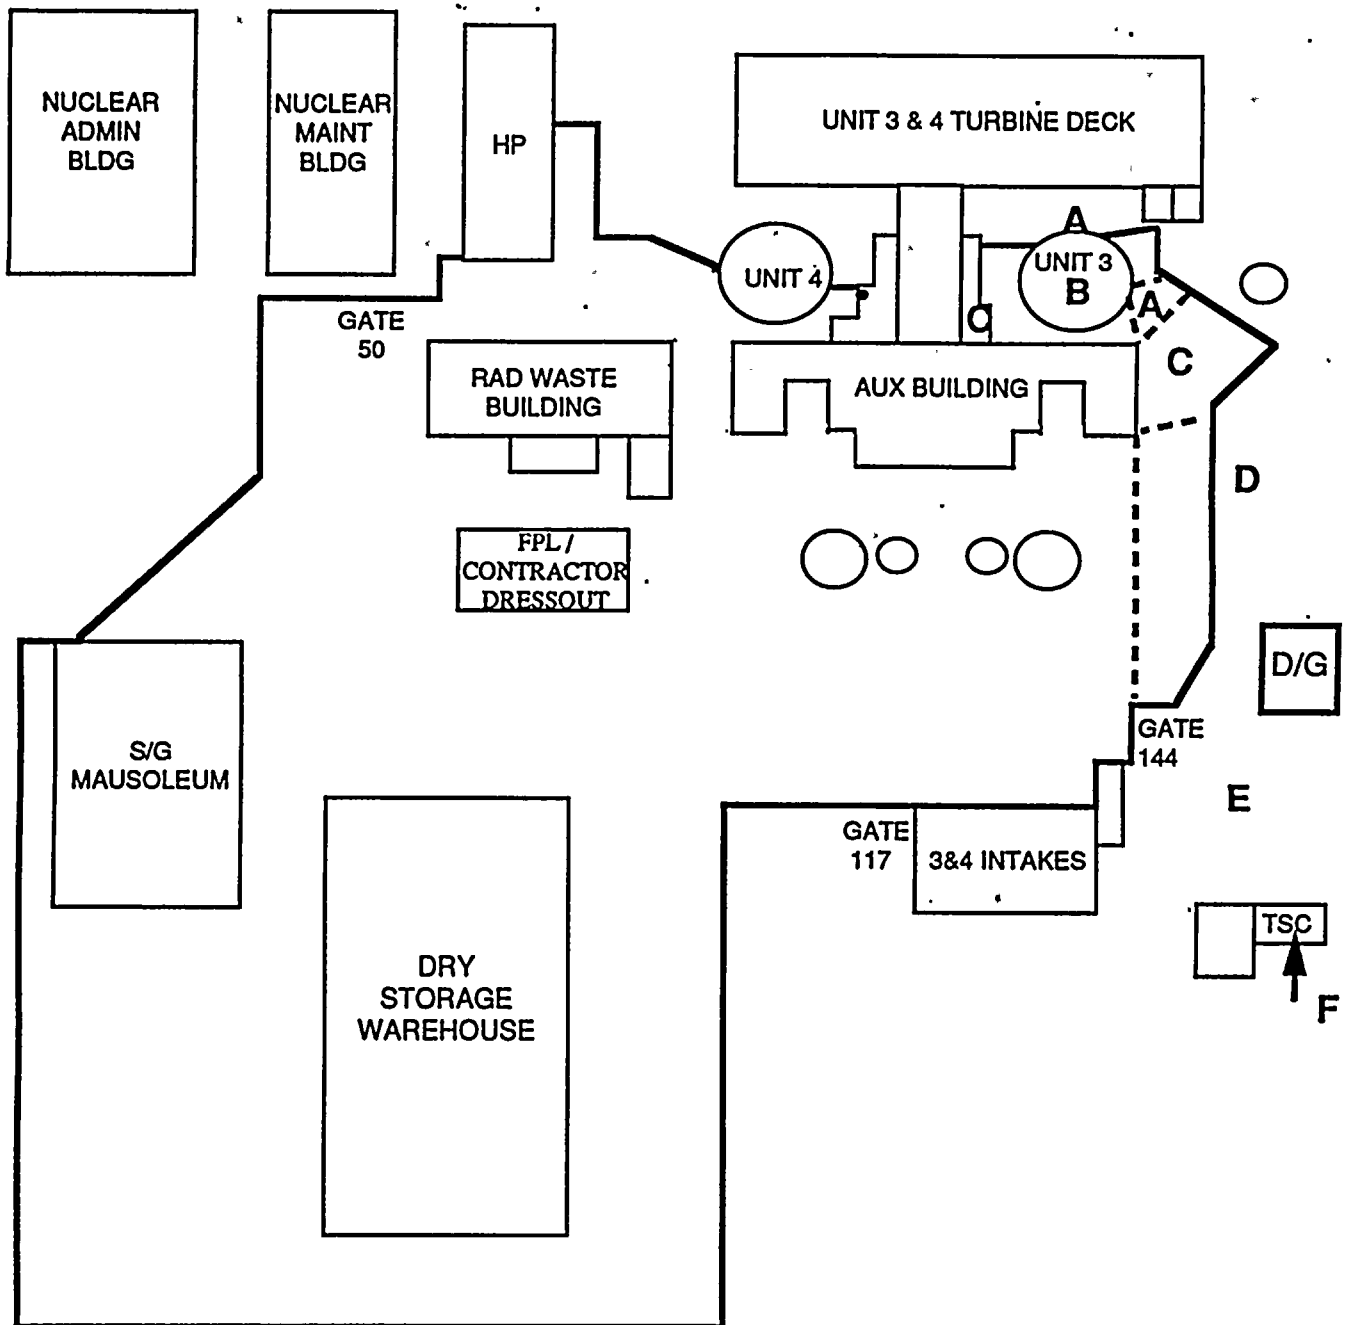 NUCLEAR
ADMIN
BLDG
NUCLEAR
MAINT
BLDG
HP
UNIT 3 & 4 TURBINE DECK
A
UNIT 4
UNIT 3
B
A
C
GATE
50
RAD WASTE
BUILDING
AUX BUILDING
D
FPL /
CONTRACTOR
DRESSOUT
D/G
S/G
MAUSOLEUM
GATE
144
E
GATE
117
3&4 INTAKES
TSC
F
DRY
STORAGE
WAREHOUSE